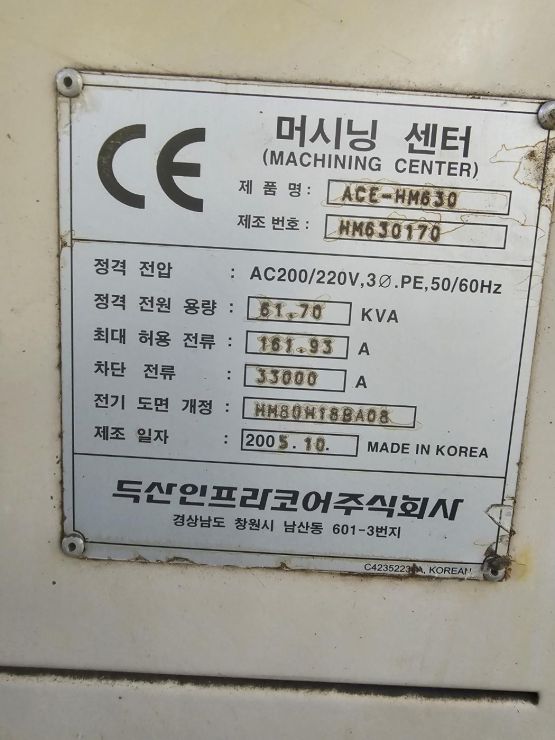 CE
머시닝 센터
(MACHINING CENTER)
제 품 명 : ACE-HM630
제조 번호 : HM630170
정격 전압 : AC200/220V,3Ø.PE,50/60Hz
정격 전원 용량 : 61.70 KVA
최대 허용 전류 : 161.93 A
차단 전류 : 33000 A
전기 도면 개정 : HM80H18BA08
제조 일자 : 2005.10. MADE IN KOREA
두산인프라코어주식회사
경상남도 창원시 남산동 601-3번지
KOREAN